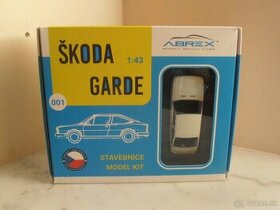 ŠKODA
1:43
ABREX
GARDE
001
STAVEBNICE
MODEL KIT